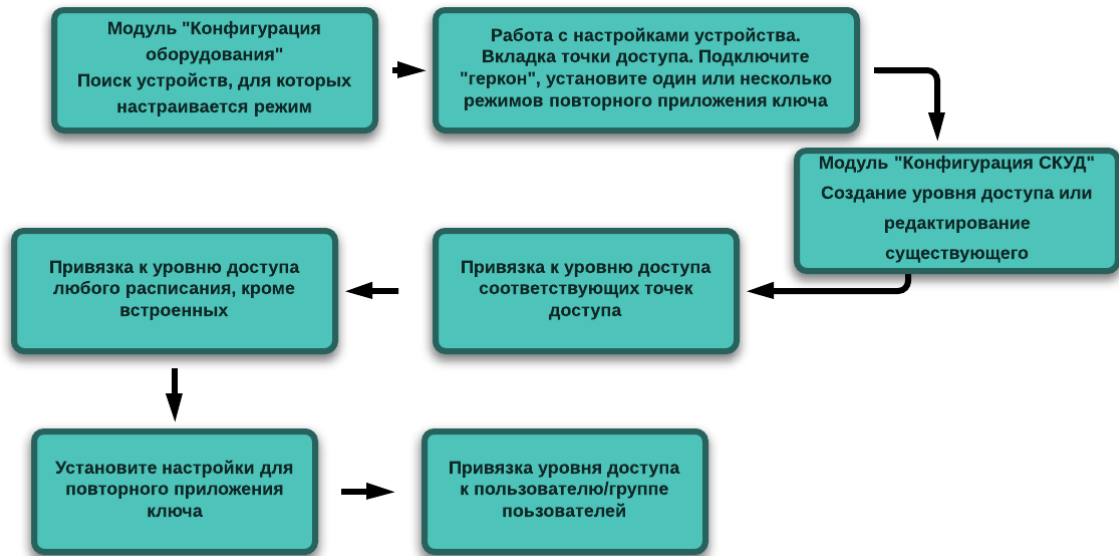 Модуль "Конфигурация
оборудования"
Поиск устройств, для которых
настраивается режим
Работа с настройками устройства.
Вкладка точки доступа. Подключите
"геркон", установите один или несколько
режимов повторного приложения ключа
Модуль "Конфигурация СКУД"
Создание уровня доступа или
редактирование
существующего
Привязка к уровню доступа
соответствующих точек
доступа
Привязка к уровню доступа
любого расписания, кроме
встроенных
Установите настройки для
повторного приложения
ключа
Привязка уровня доступа
к пользователю/группе
поьзователей